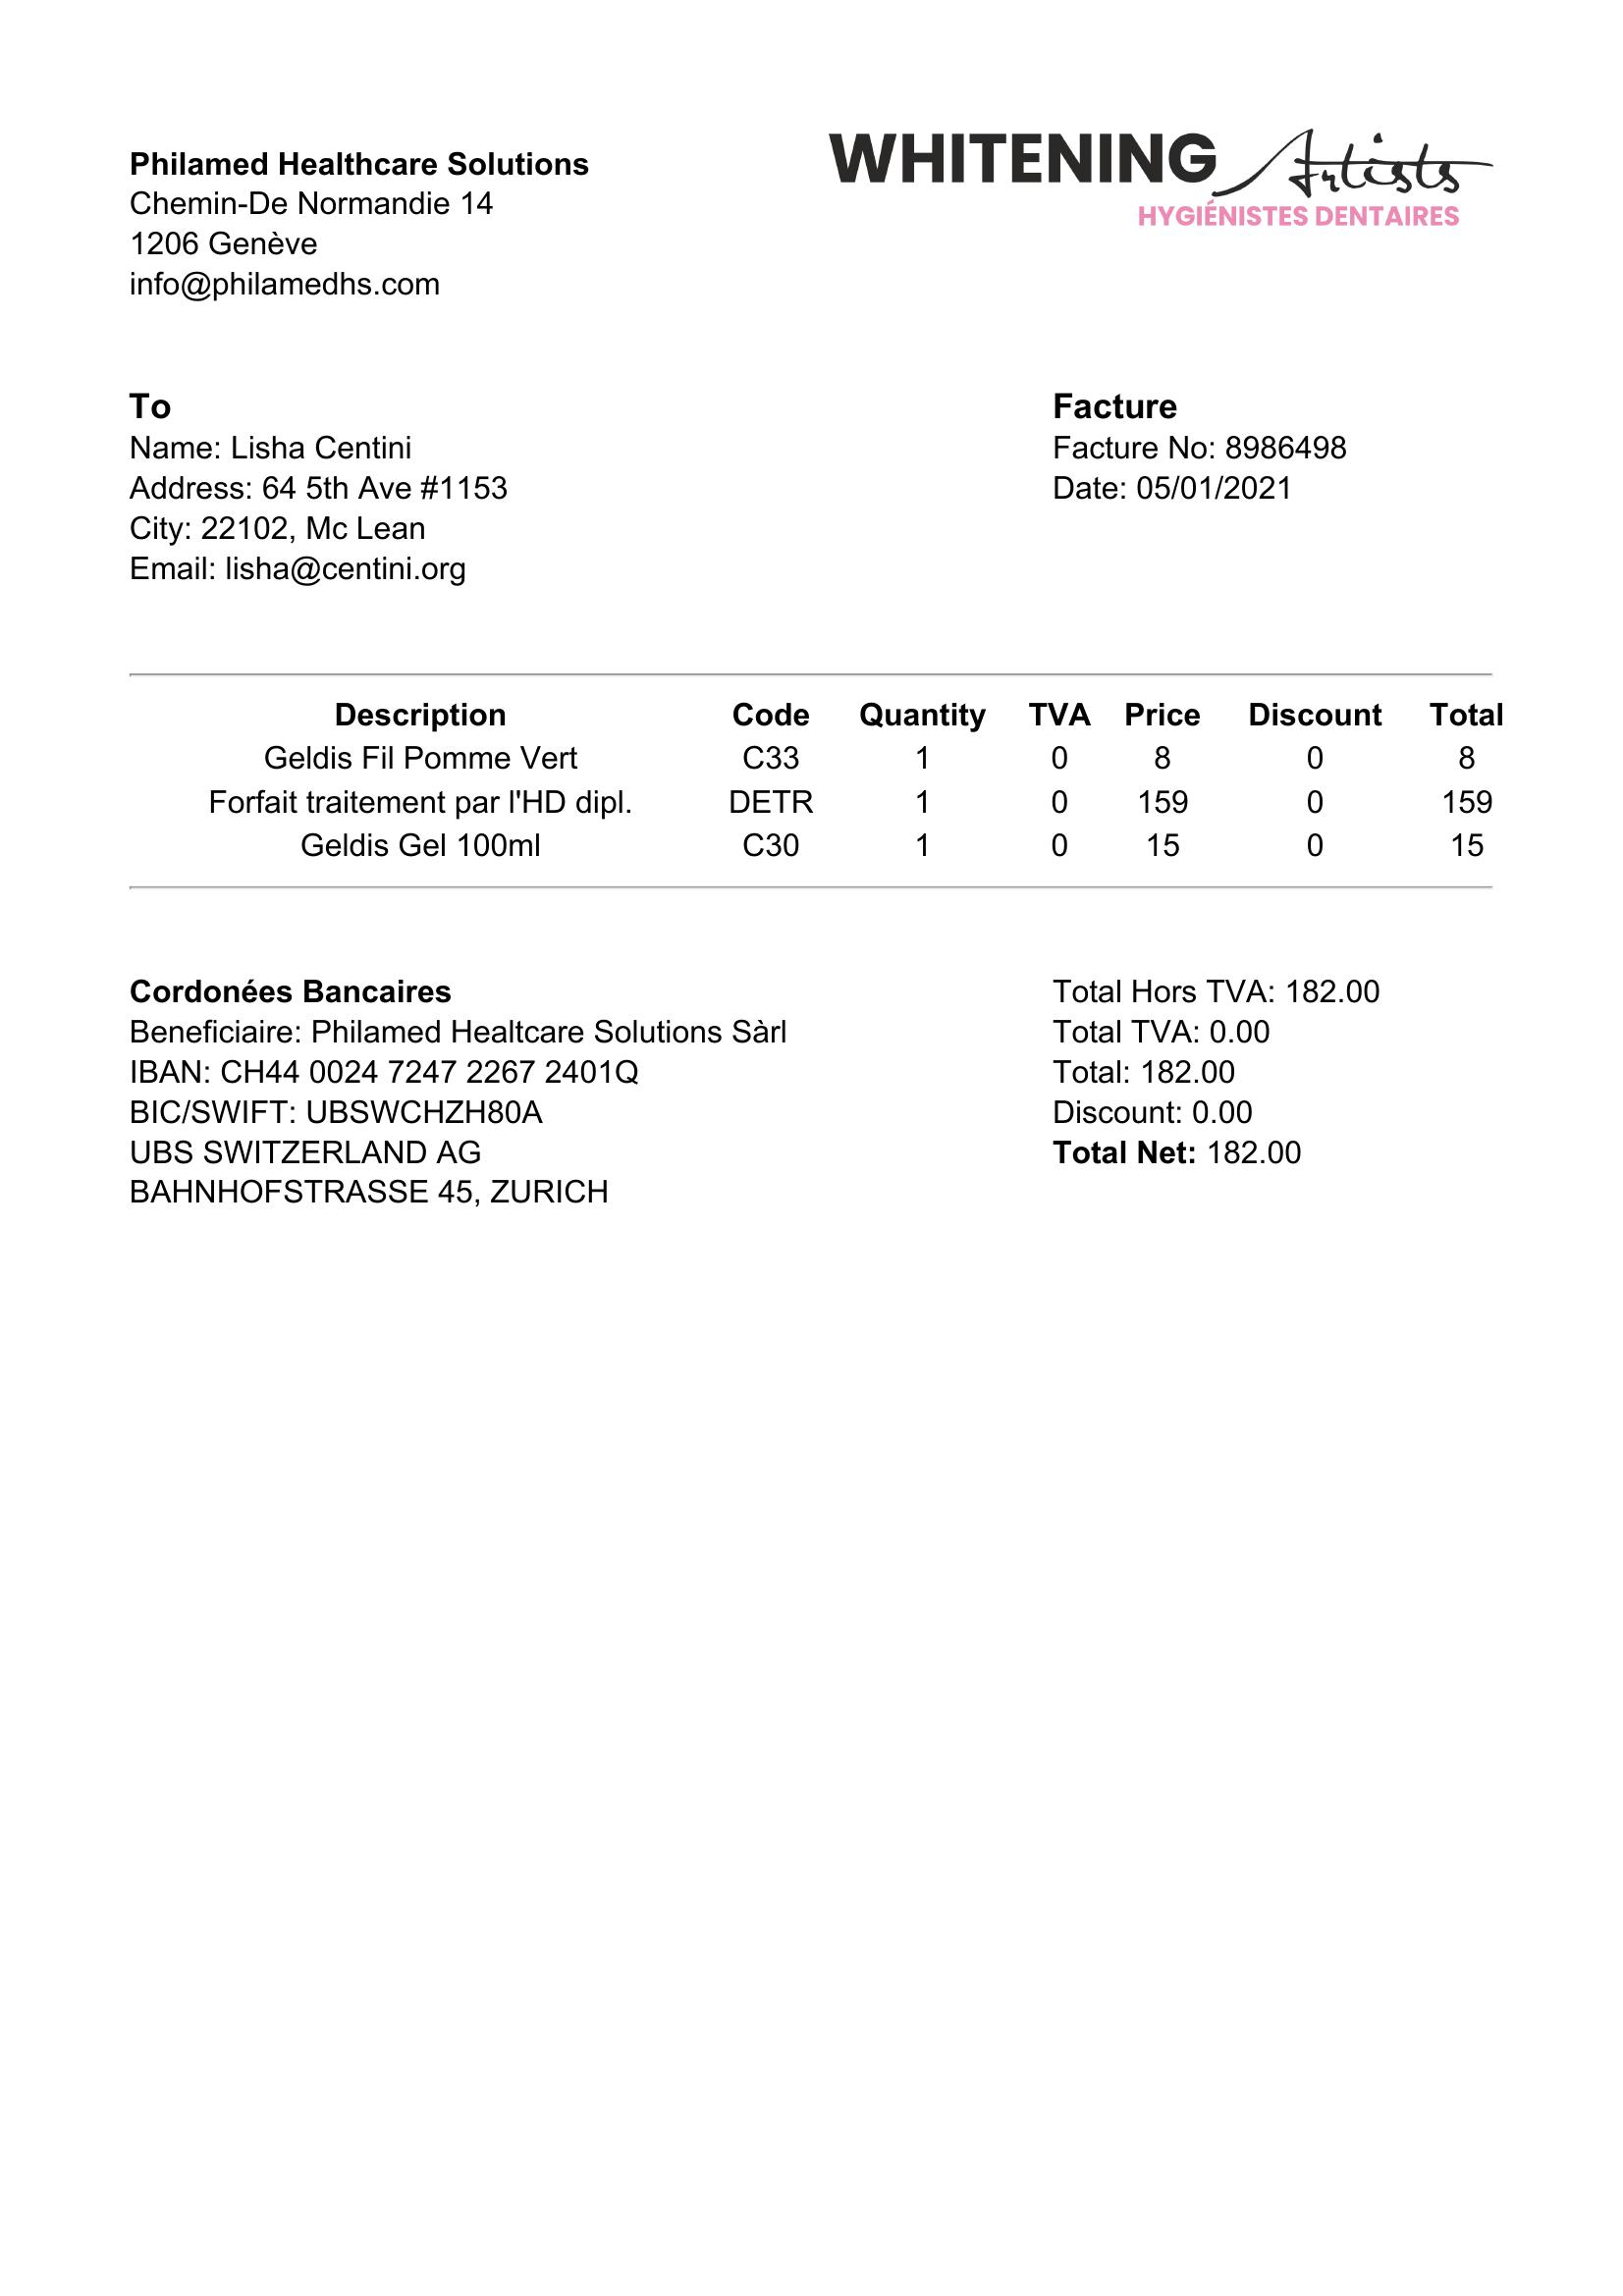 Philamed Healthcare Solutions
Chemin-De Normandie 14
1206 Genève
info@philamedhs.com
WHITENING Artists
HYGIÉNISTES DENTAIRES
To
Name: Lisha Centini
Address: 64 5th Ave #1153
City: 22102, Mc Lean
Email: lisha@centini.org
Facture
Facture No: 8986498
Date: 05/01/2021
Description Code Quantity TVA Price Discount Total
Geldis Fil Pomme Vert C33 1 0 8 0 8
Forfait traitement par l'HD dipl. DETR 1 0 159 0 159
Geldis Gel 100ml C30 1 0 15 0 15
Cordonées Bancaires
Beneficiaire: Philamed Healtcare Solutions Sàrl
IBAN: CH44 0024 7247 2267 2401Q
BIC/SWIFT: UBSWCHZH80A
UBS SWITZERLAND AG
BAHNHOFSTRASSE 45, ZURICH
Total Hors TVA: 182.00
Total TVA: 0.00
Total: 182.00
Discount: 0.00
Total Net: 182.00